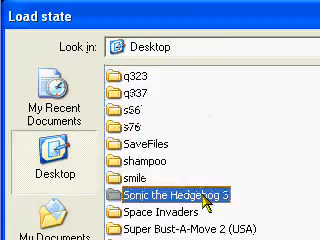 Load state
Look in: Desktop
q323
q337
s56
s76
SaveFiles
shampoo
smile
Sonic the Hedgehog 3
Space Invaders
Super Bust-A-Move 2 (USA)
My Recent
Documents
Desktop
My Documents